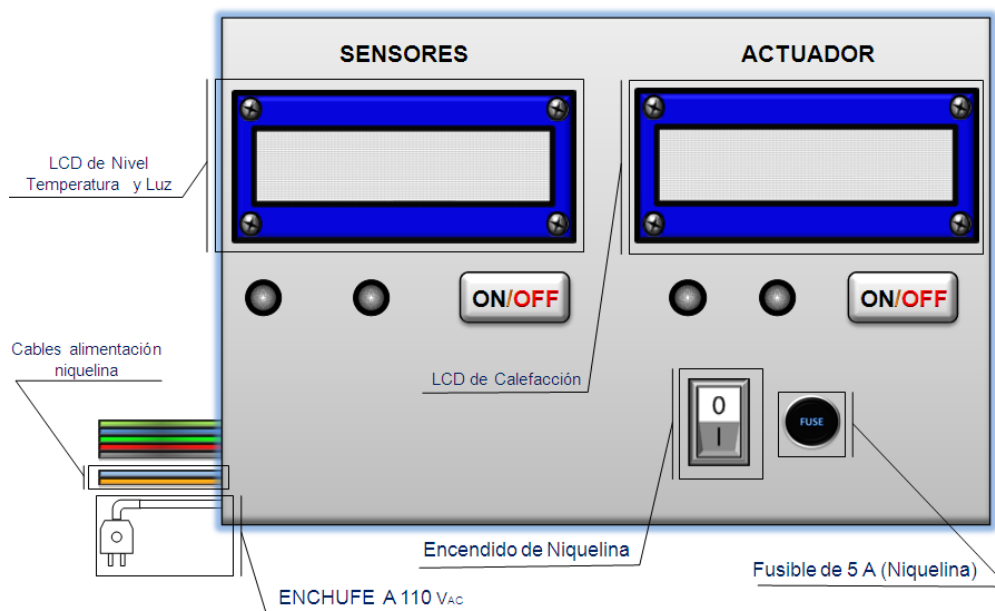 SENSORES
ACTUADOR
LCD de Nivel
Temperatura y Luz
ON/OFF
ON/OFF
Cables alimentación
niquelina
LCD de Calefacción
0
I
FUSE
Encendido de Niquelina
Fusible de 5 A (Niquelina)
ENCHUFE A 110 VAC